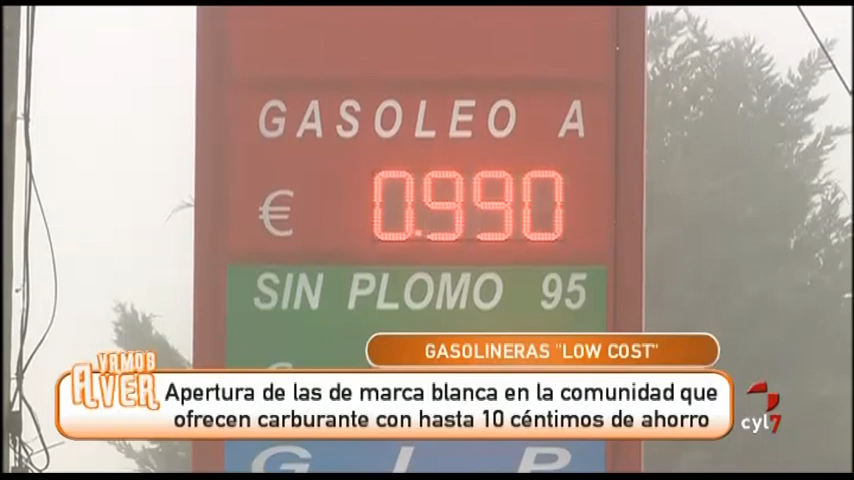 GASOLEO A
€ 0.990
SIN PLOMO 95
GASOLINERAS "LOW COST"
VAMOS
A VER
Apertura de las de marca blanca en la comunidad que
ofrecen carburante con hasta 10 céntimos de ahorro
cyl7